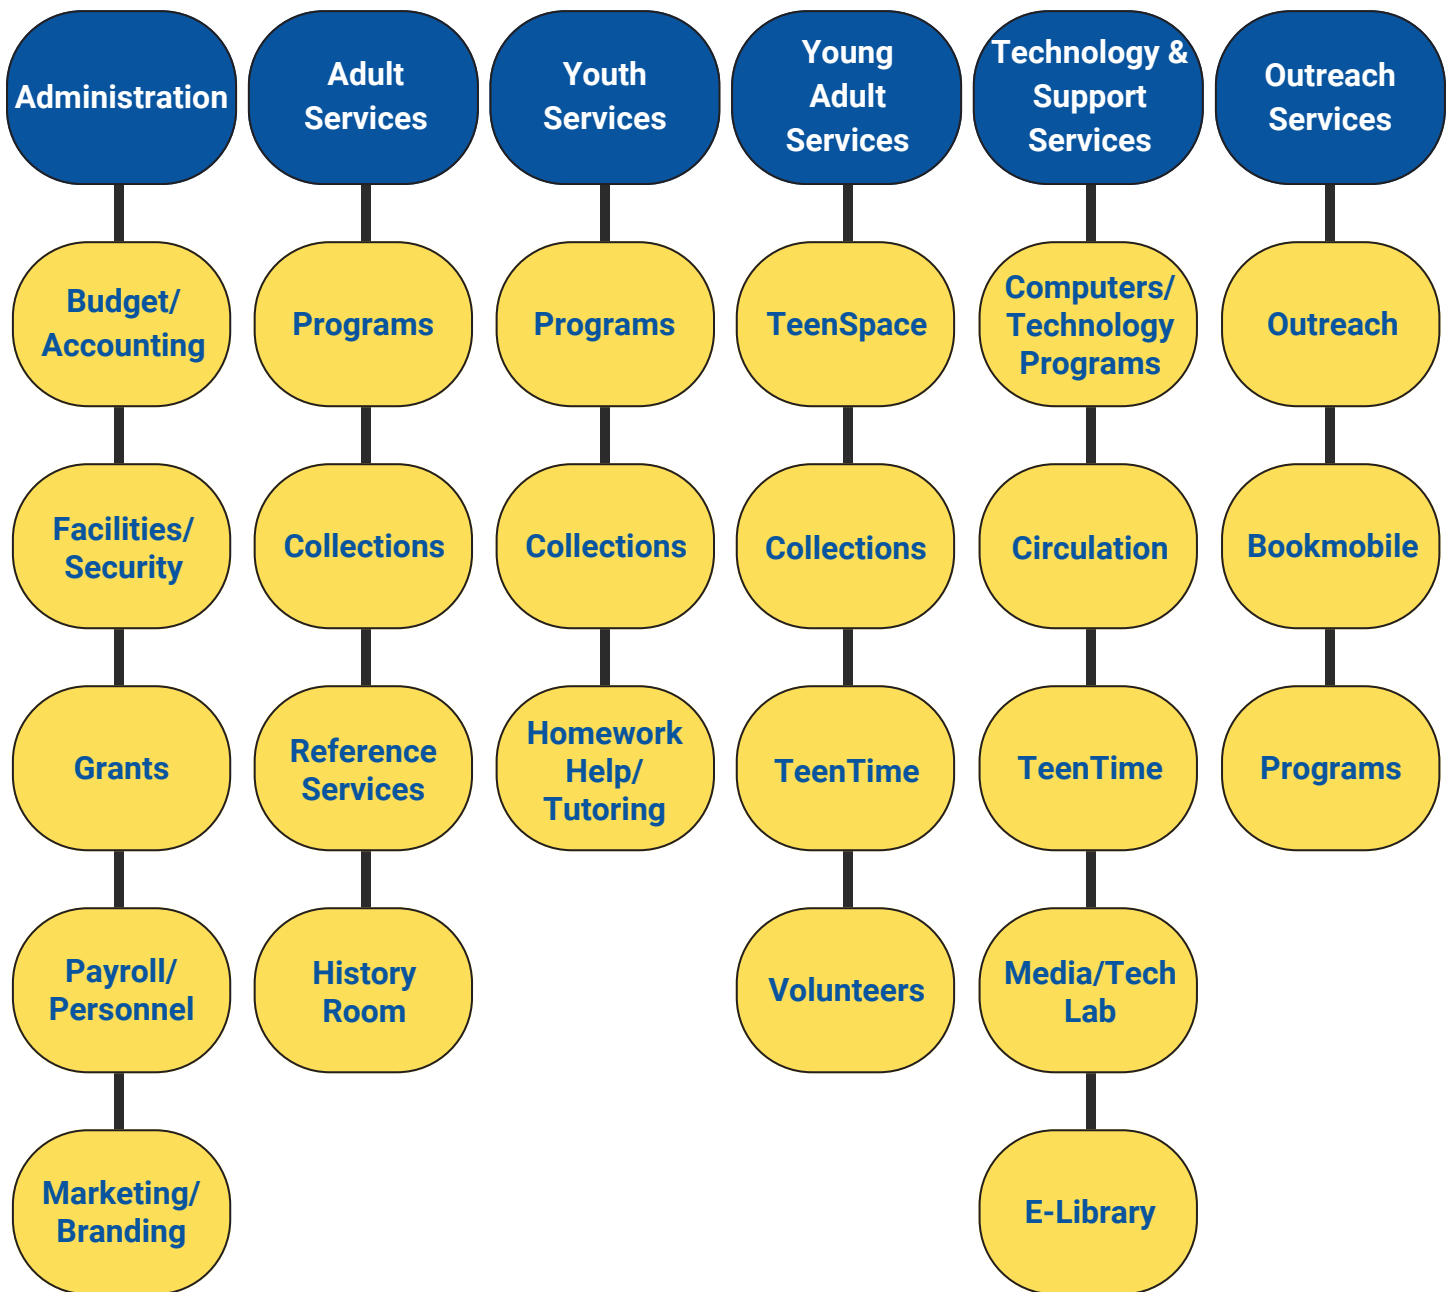 Administration
Adult
Services
Youth
Services
Young
Adult
Services
Technology &
Support
Services
Outreach
Services
Budget/
Accounting
Programs
Programs
TeenSpace
Computers/
Technology
Programs
Outreach
Facilities/
Security
Collections
Collections
Collections
Circulation
Bookmobile
Grants
Reference
Services
Homework
Help/
Tutoring
TeenTime
TeenTime
Programs
Payroll/
Personnel
History
Room
Volunteers
Media/Tech
Lab
Marketing/
Branding
E-Library